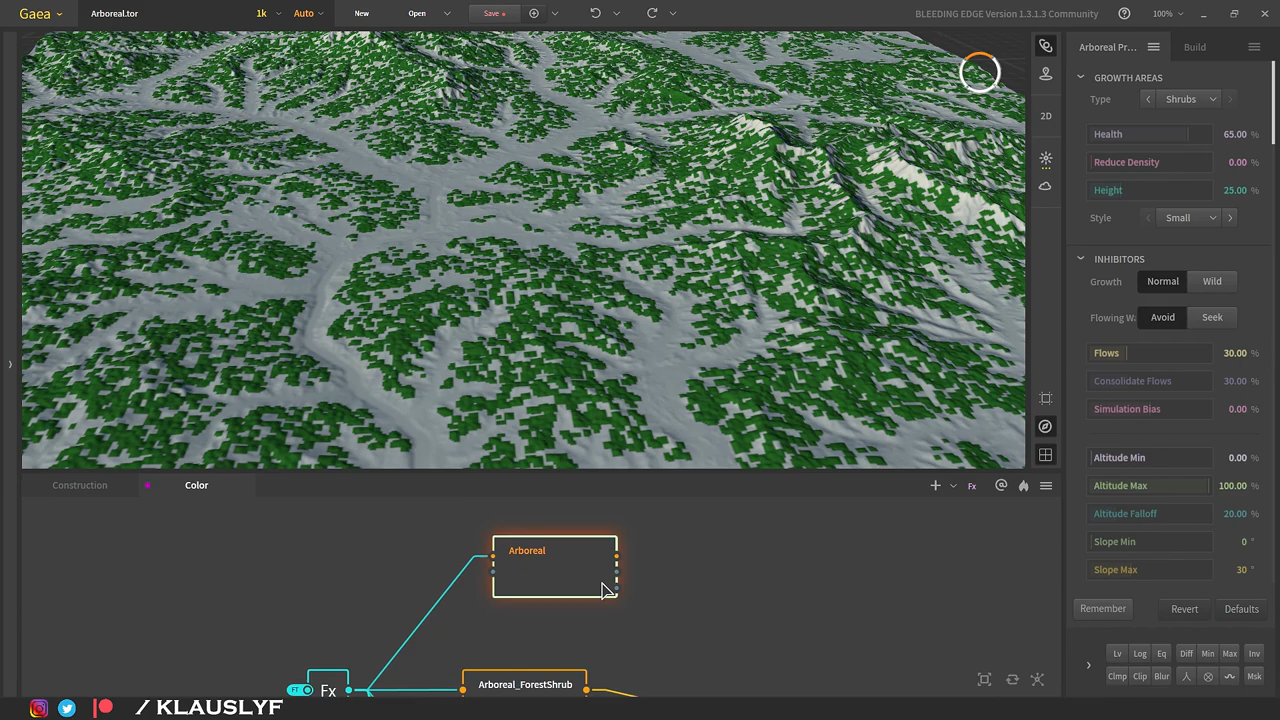 Gaea
Arboreal.tor
1k
Auto
New
Open
Save
BLEEDING EDGE Version 1.3.1.3 Community
100%
Arboreal Pr...
Build
GROWTH AREAS
Type
Shrubs
Health
65.00 %
Reduce Density
0.00 %
Height
25.00 %
Style
Small
INHIBITORS
Growth
Normal
Wild
Flowing W
Avoid
Seek
Flows
30.00 %
Consolidate Flows
30.00 %
Simulation Bias
0.00 %
Altitude Min
0.00 %
Altitude Max
100.00 %
Altitude Falloff
20.00 %
Slope Min
0 °
Slope Max
30 °
Remember
Revert
Defaults
Lv Log Eq Diff Min Max Inv
Clmp Clip Blur Msk
2D
Construction
Color
Fx
Arboreal
FT
Fx
Arboreal_ForestShrub
/ KLAUSLYF